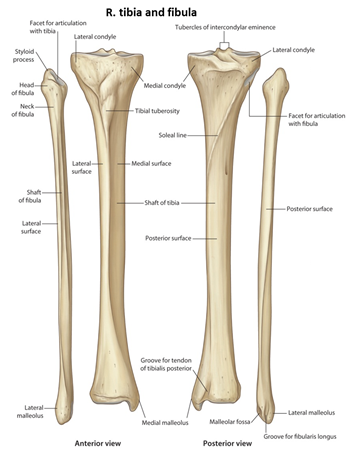 R. tibia and fibula
Facet for articulation
with tibia
Tubercles of intercondylar eminence
Lateral condyle
Styloid
process
Lateral condyle
Head
of fibula
Medial condyle
Neck
of fibula
Tibial tuberosity
Facet for articulation
with fibula
Soleal line
Lateral
surface
Medial surface
Shaft
of fibula
Shaft of tibia
Posterior surface
Lateral
surface
Posterior surface
Groove for tendon
of tibialis posterior
Lateral
malleolus
Medial malleolus
Malleolar fossa
Lateral malleolus
Groove for fibularis longus
Anterior view
Posterior view